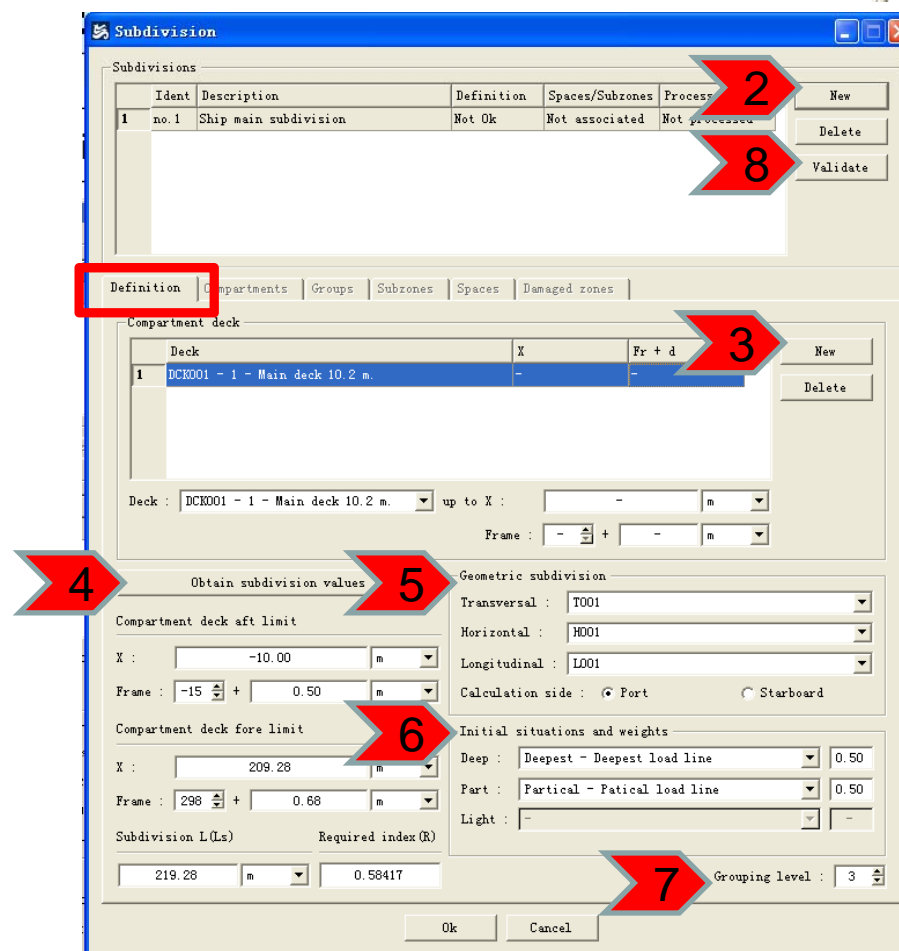 Subdivision
Subdivisions
Ident Description Definition Spaces/Subzones Process 2 New
1 no.1 Ship main subdivision Not Ok Not associated Not processed
Delete
8 Validate
Definition Compartments Groups Subzones Spaces Damaged zones
Compartment deck
Deck X Fr + d 3 New
1 DCK001 - 1 - Main deck 10.2 m. - -
Delete
Deck : DCK001 - 1 - Main deck 10.2 m. up to X : - m
Frame : - + - m
4 Obtain subdivision values
5 Geometric subdivision
Transversal : T001
Compartment deck aft limit
Horizontal : H001
X : -10.00 m
Longitudinal : L001
Frame : -15 + 0.50 m
Calculation side : Port Starboard
Compartment deck fore limit
6 Initial situations and weights
X : 209.28 m
Deep : Deepest - Deepest load line 0.50
Frame : 298 + 0.68 m
Part : Partical - Patical load line 0.50
Light : - -
Subdivision L(Ls) Required index(R)
219.28 m 0.58417
7 Grouping level : 3
Ok Cancel